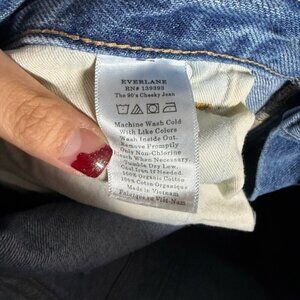 EVERLANE
RN# 139393
The 90's Cheeky Jean
Machine Wash Cold
With Like Colors
Wash Inside Out.
Remove Promptly
Only Non-Chlorine
Bleach When Necessary.
Tumble Dry Low.
Cool Iron If Needed.
100% Organic Cotton
100% Coton Organique
Made in Vietnam
Fabriqué au Viêt-Nam